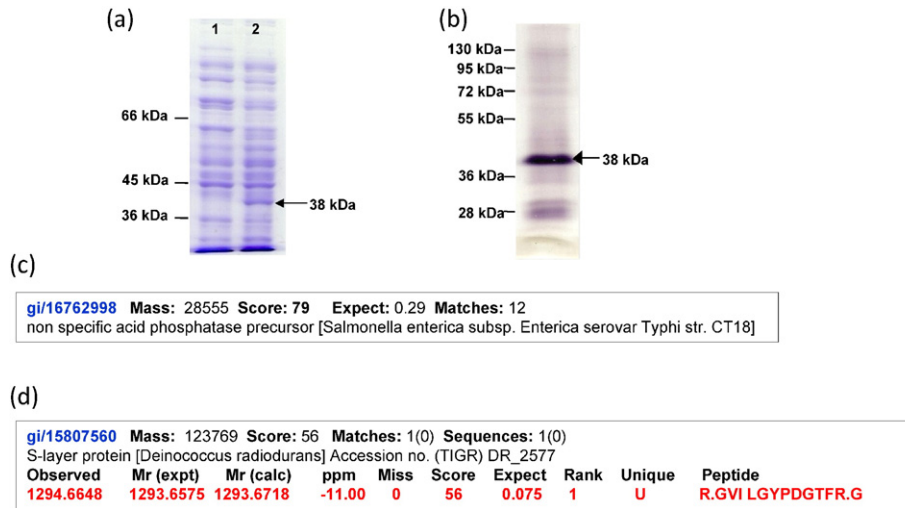 (a)
1 2
66 kDa
45 kDa
36 kDa
38 kDa
(b)
130 kDa
95 kDa
72 kDa
55 kDa
38 kDa
36 kDa
28 kDa
(c)
gi/16762998 Mass: 28555 Score: 79 Expect: 0.29 Matches: 12
non specific acid phosphatase precursor [Salmonella enterica subsp. Enterica serovar Typhi str. CT18]
(d)
gi/15807560 Mass: 123769 Score: 56 Matches: 1(0) Sequences: 1(0)
S-layer protein [Deinococcus radiodurans] Accession no. (TIGR) DR_2577
Observed Mr (expt) Mr (calc) ppm Miss Score Expect Rank Unique Peptide
1294.6648 1293.6575 1293.6718 -11.00 0 56 0.075 1 U R.GVI LGYPDGTFR.G